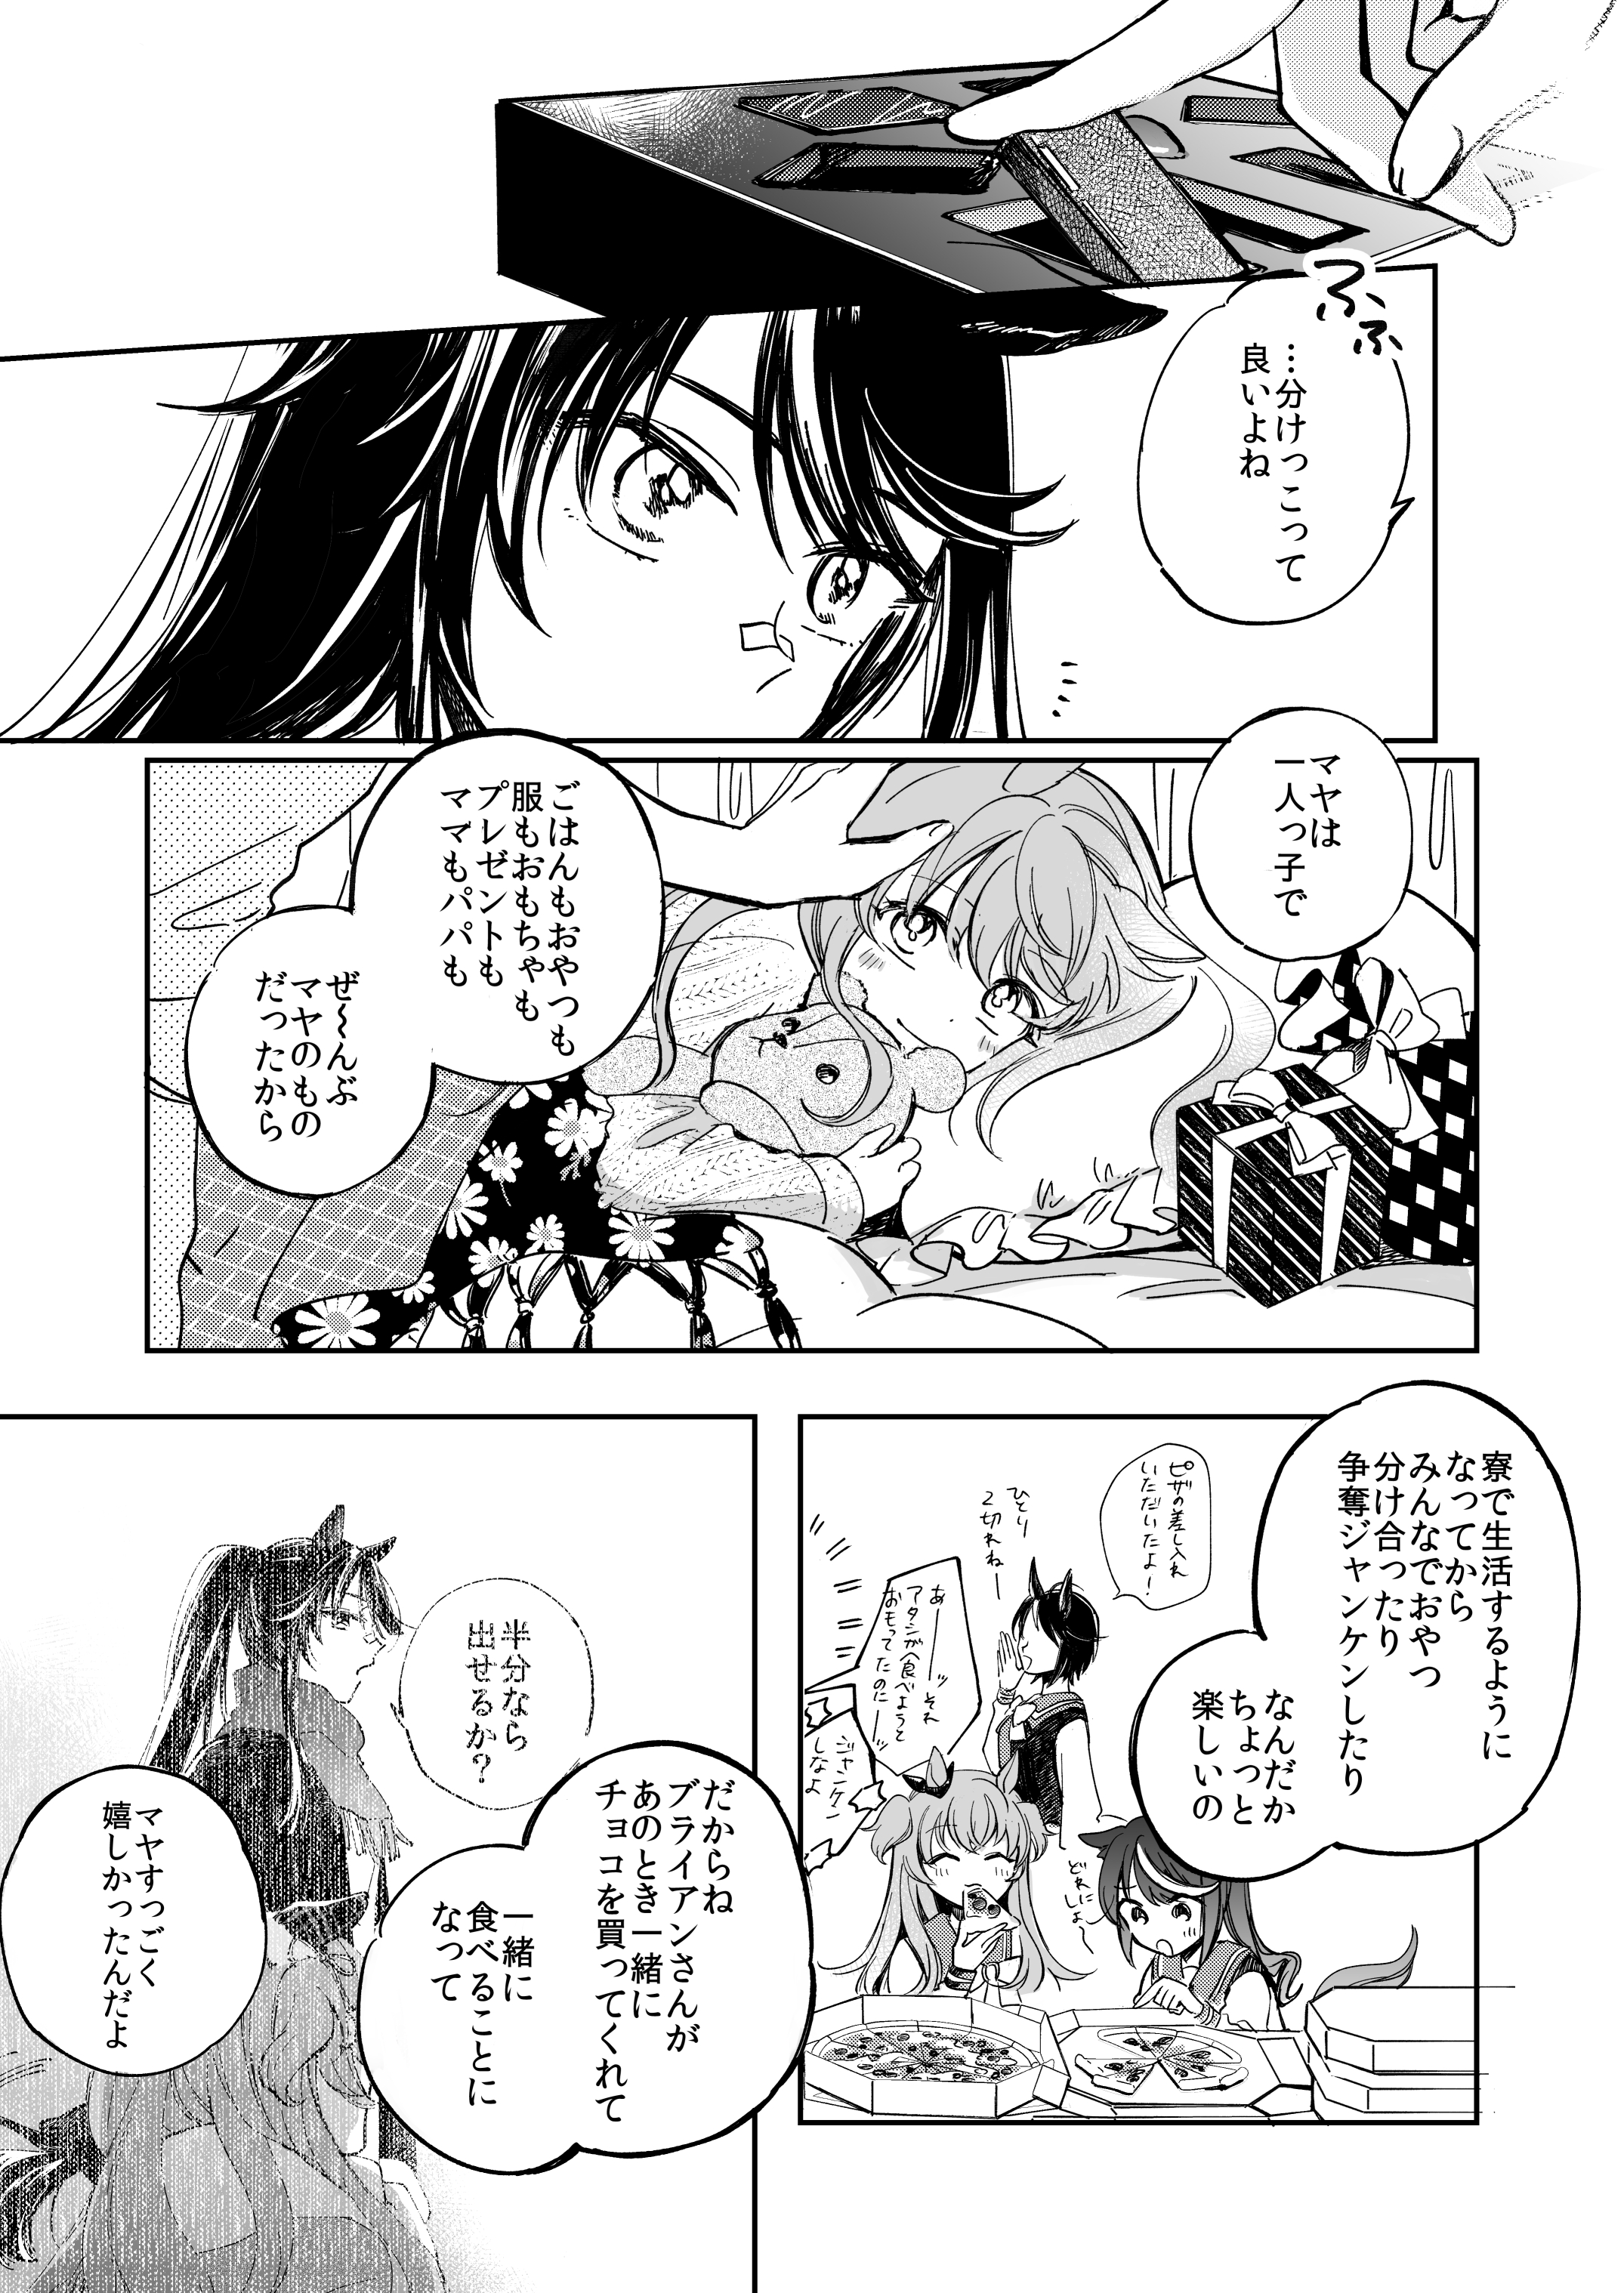 ふふ
…分けっこって
良いよね
マヤは
一人っ子で
ごはんもおやつも
服もおもちゃも
プレゼントも
ママもパパも
ぜ〜んぶ
マヤのもの
だったから
寮で生活するように
なってから
みんなでおやつ
分け合ったり
争奪ジャンケンしたり
なんだか
ちょっと
楽しいの
ピザの差し入れ
いただいたよー!
ひとり
2切れねー
あーーッ それ
アタシが食べようと
おもってたのにーッ
ジャンケン
しなよ
どれに
しよ〜
半分なら
出せるか?
だからね
ブライアンさんが
あのとき一緒に
チョコを買ってくれて
一緒に
食べることに
なって
マヤすっごく
嬉しかったんだよ